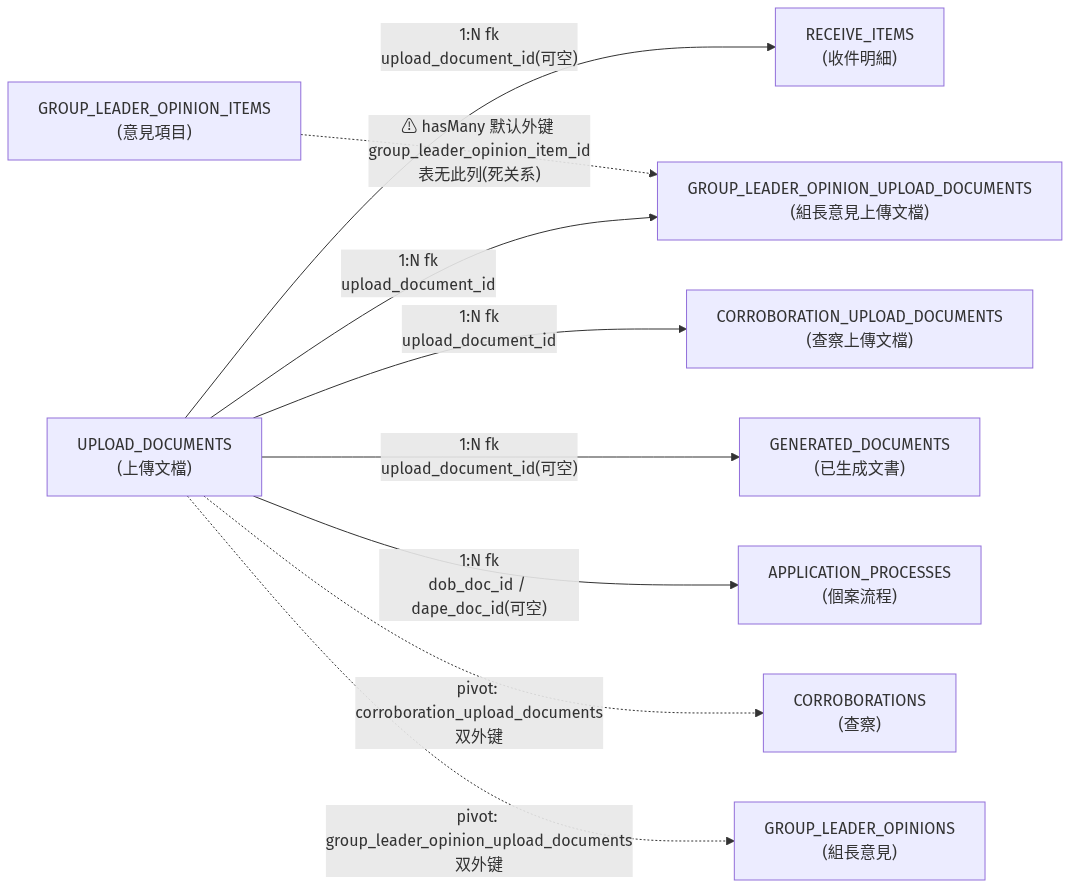 1:N fk
upload_document_id(可空)
RECEIVE_ITEMS
(收件明細)
GROUP_LEADER_OPINION_ITEMS
(意見項目)
⚠ hasMany 默认外键
group_leader_opinion_item_id
表无此列(死关系)
GROUP_LEADER_OPINION_UPLOAD_DOCUMENTS
(組長意見上傳文檔)
1:N fk
upload_document_id
1:N fk
upload_document_id
CORROBORATION_UPLOAD_DOCUMENTS
(查察上傳文檔)
UPLOAD_DOCUMENTS
(上傳文檔)
1:N fk
upload_document_id(可空)
GENERATED_DOCUMENTS
(已生成文書)
1:N fk
dob_doc_id /
dape_doc_id(可空)
APPLICATION_PROCESSES
(個案流程)
pivot:
corroboration_upload_documents
双外键
CORROBORATIONS
(查察)
pivot:
group_leader_opinion_upload_documents
双外键
GROUP_LEADER_OPINIONS
(組長意見)